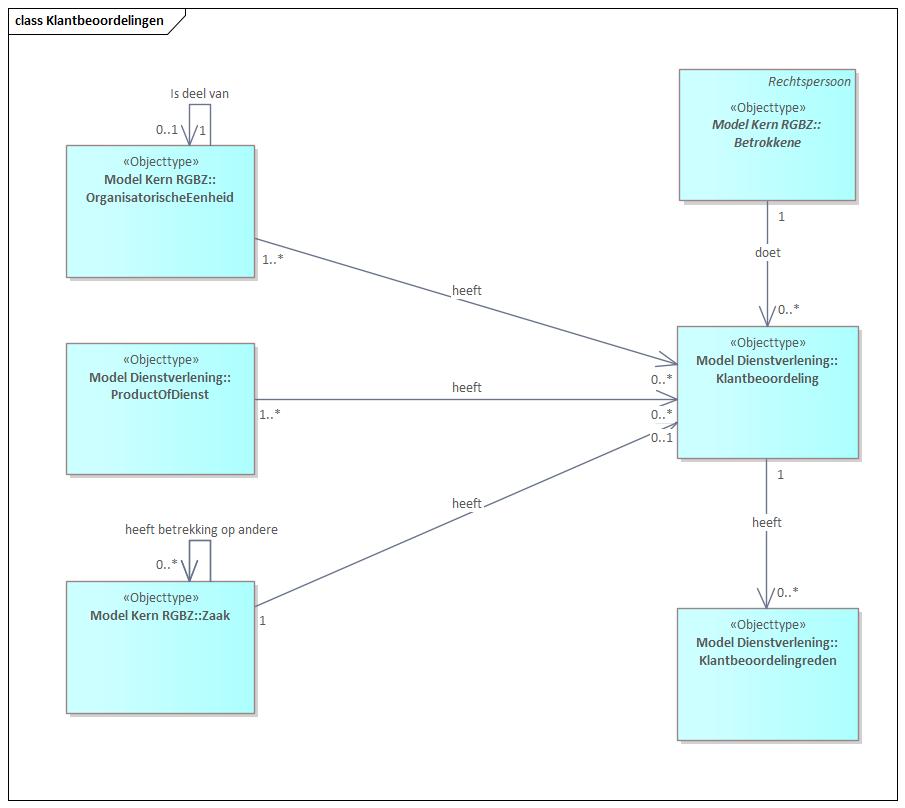 class Klantbeoordelingen
Is deel van
0..1
1
«Objecttype»
Model Kern RGBZ::
OrganisatorischeEenheid
1..*
heeft
0..*
Rechtspersoon
«Objecttype»
Model Kern RGBZ::
Betrokkene
1
doet
0..*
«Objecttype»
Model Dienstverlening::
ProductOfDienst
1..*
heeft
0..*
«Objecttype»
Model Dienstverlening::
Klantbeoordeling
heeft betrekking op andere
0..*
«Objecttype»
Model Kern RGBZ::Zaak
1
heeft
0..1
1
heeft
0..*
«Objecttype»
Model Dienstverlening::
Klantbeoordelingreden